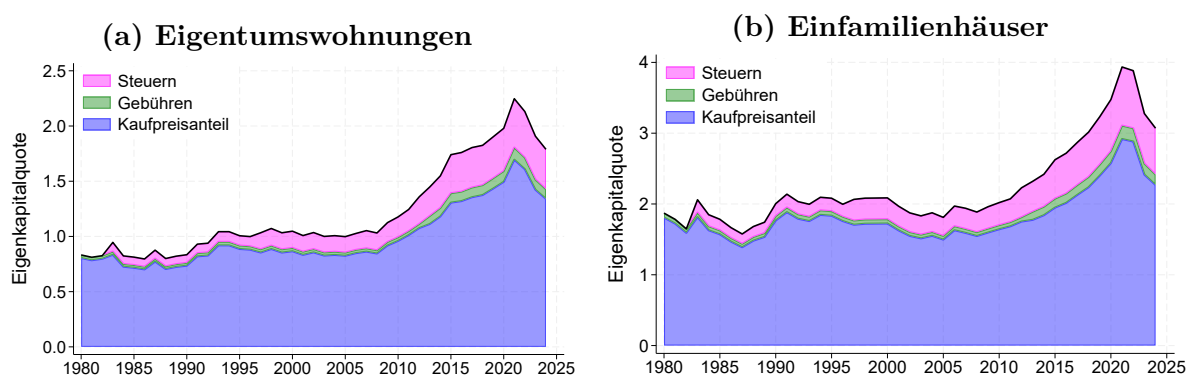 (a) Eigentumswohnungen
Eigenkapitalquote
2.5
2.0
1.5
1.0
0.5
0.0
Steuern
Gebühren
Kaufpreisanteil
1980 1985 1990 1995 2000 2005 2010 2015 2020 2025
(b) Einfamilienhäuser
Eigenkapitalquote
4
3
2
1
0
Steuern
Gebühren
Kaufpreisanteil
1980 1985 1990 1995 2000 2005 2010 2015 2020 2025